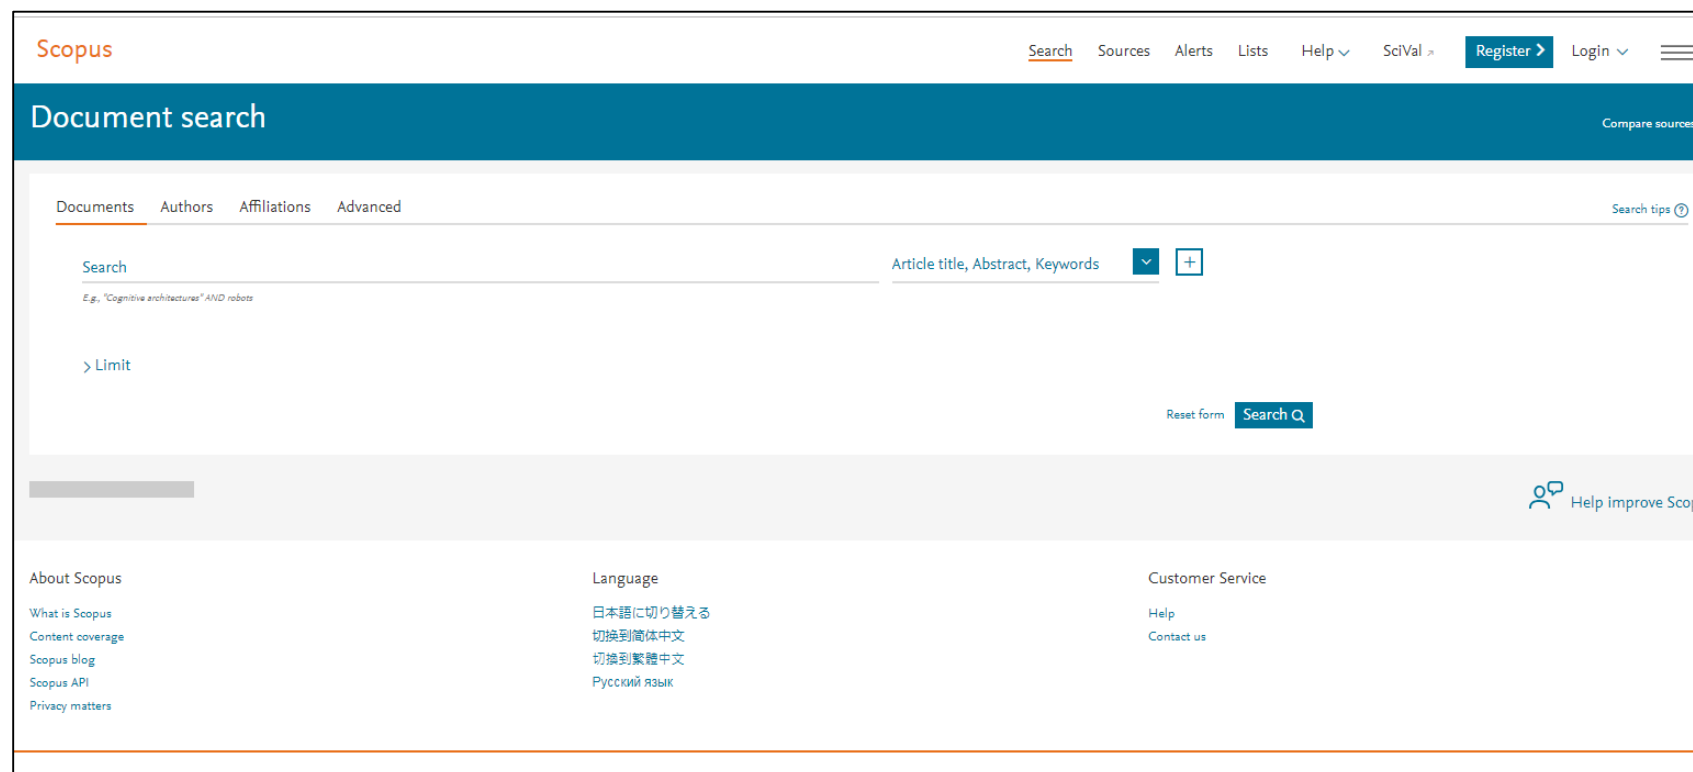 Scopus
Search Sources Alerts Lists Help SciVal Register Login
Document search
Compare sources
Documents Authors Affiliations Advanced
Search tips
Search
Article title, Abstract, Keywords
E.g., "Cognitive architectures" AND robots
Limit
Reset form Search
Help improve Scop
About Scopus
What is Scopus
Content coverage
Scopus blog
Scopus API
Privacy matters
Language
日本語に切り替える
切换到简体中文
切換到繁體中文
Русский язык
Customer Service
Help
Contact us